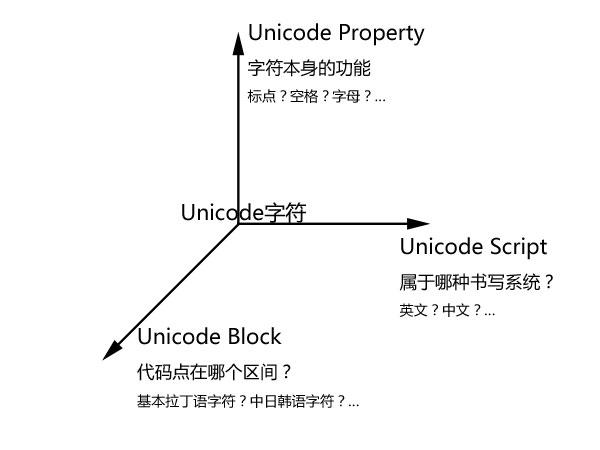 Unicode Property
字符本身的功能
标点？空格？字母？...
Unicode字符
Unicode Script
属于哪种书写系统？
英文？中文？...
Unicode Block
代码点在哪个区间？
基本拉丁语字符？中日韩语字符？...